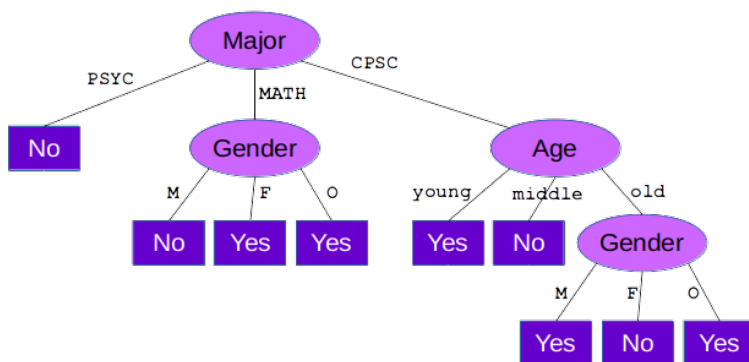 Major
PSYC MATH CPSC
No Gender Age
M F O young middle old
No Yes Yes Yes No Gender
M F O
Yes No Yes